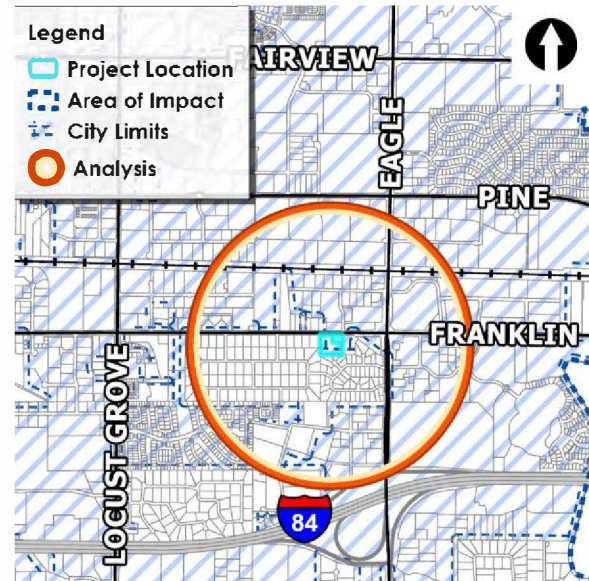 Legend
Project Location
Area of Impact
City Limits
Analysis
FAIRVIEW
EAGLE
PINE
FRANKLIN
LOCUST GROVE
84